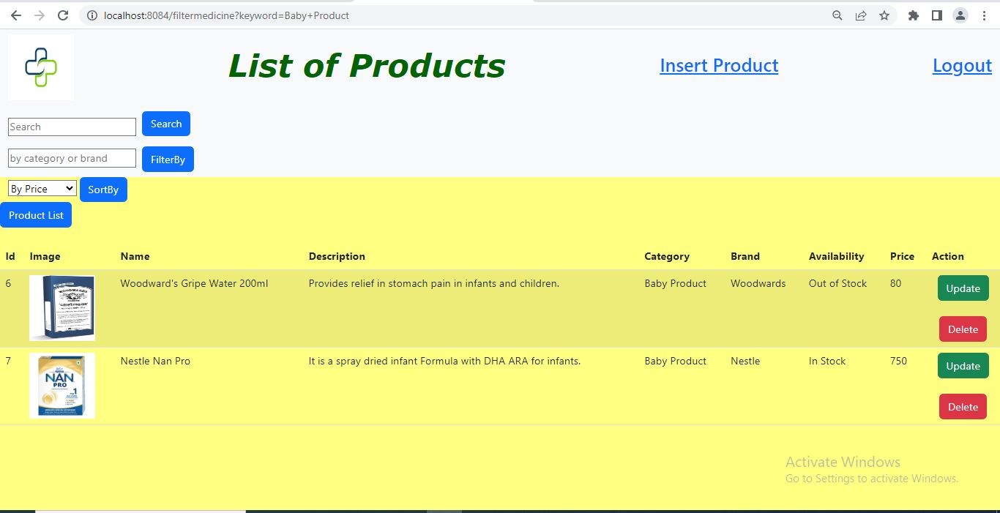 localhost:8084/filtermedicine?keyword=Baby+Product
List of Products
Insert Product
Logout
Search
Search
by category or brand
FilterBy
By Price
SortBy
Product List
Id Image Name Description Category Brand Availability Price Action
6 Woodward's Gripe Water 200ml Provides relief in stomach pain in infants and children. Baby Product Woodwards Out of Stock 80 Update
WOODWARDS
Delete
7 Nestle Nan Pro It is a spray dried infant Formula with DHA ARA for infants. Baby Product Nestle In Stock 750 Update
NAN
PRO
1
Delete
Activate Windows
Go to Settings to activate Windows.